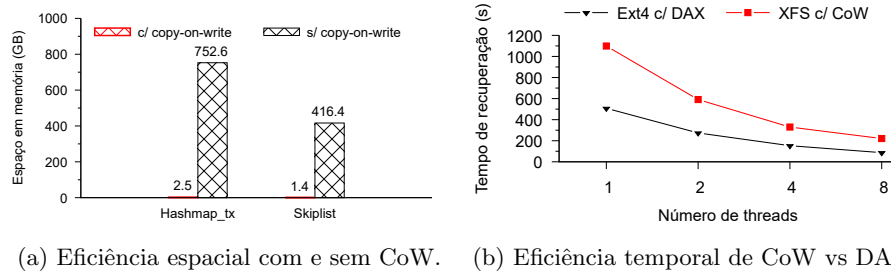 c/ copy-on-write
s/ copy-on-write
Espaço em memória (GB)
1000
800
600
400
200
0
752.6
416.4
2.5
1.4
Hashmap_tx
Skiplist
(a) Eficiência espacial com e sem CoW.
Ext4 c/ DAX
XFS c/ CoW
Tempo de recuperação (s)
1200
1000
800
600
400
200
0
1
2
4
8
Número de threads
(b) Eficiência temporal de CoW vs DA